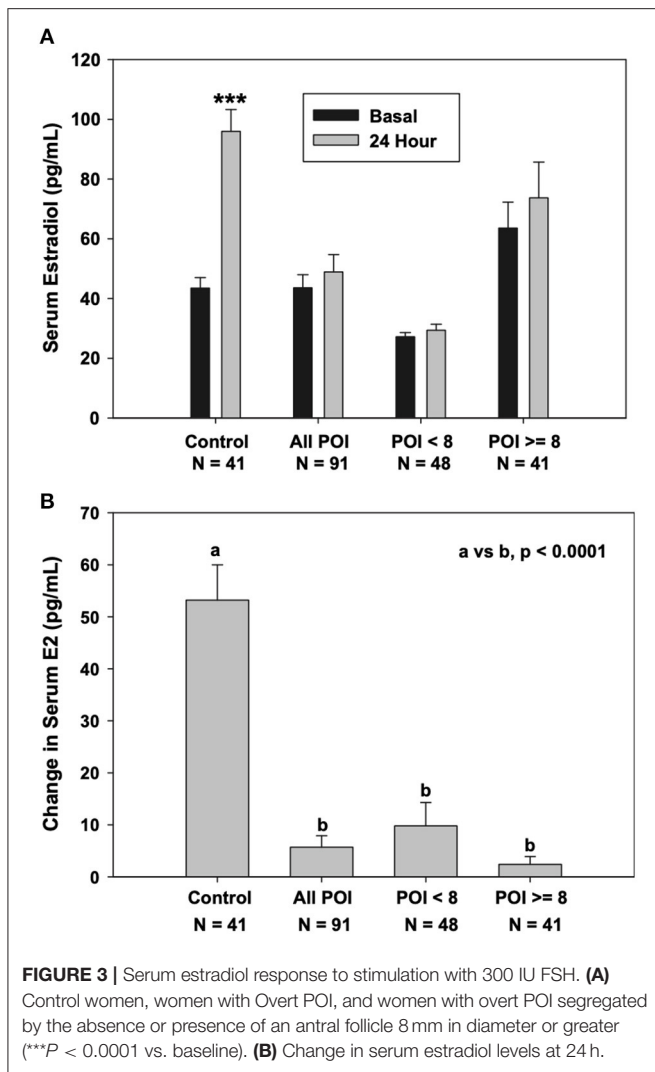 A
120
100
80
60
40
20
0
Serum Estradiol (pg/mL)
***
Basal
24 Hour
Control All POI POI < 8 POI >= 8
N = 41 N = 91 N = 48 N = 41
B
70
60
50
40
30
20
10
0
Change in Serum E2 (pg/mL)
a
a vs b, p < 0.0001
b
b
b
Control All POI POI < 8 POI >= 8
N = 41 N = 91 N = 48 N = 41
FIGURE 3 | Serum estradiol response to stimulation with 300 IU FSH. (A)
Control women, women with Overt POI, and women with overt POI segregated
by the absence or presence of an antral follicle 8 mm in diameter or greater
(***P < 0.0001 vs. baseline). (B) Change in serum estradiol levels at 24 h.